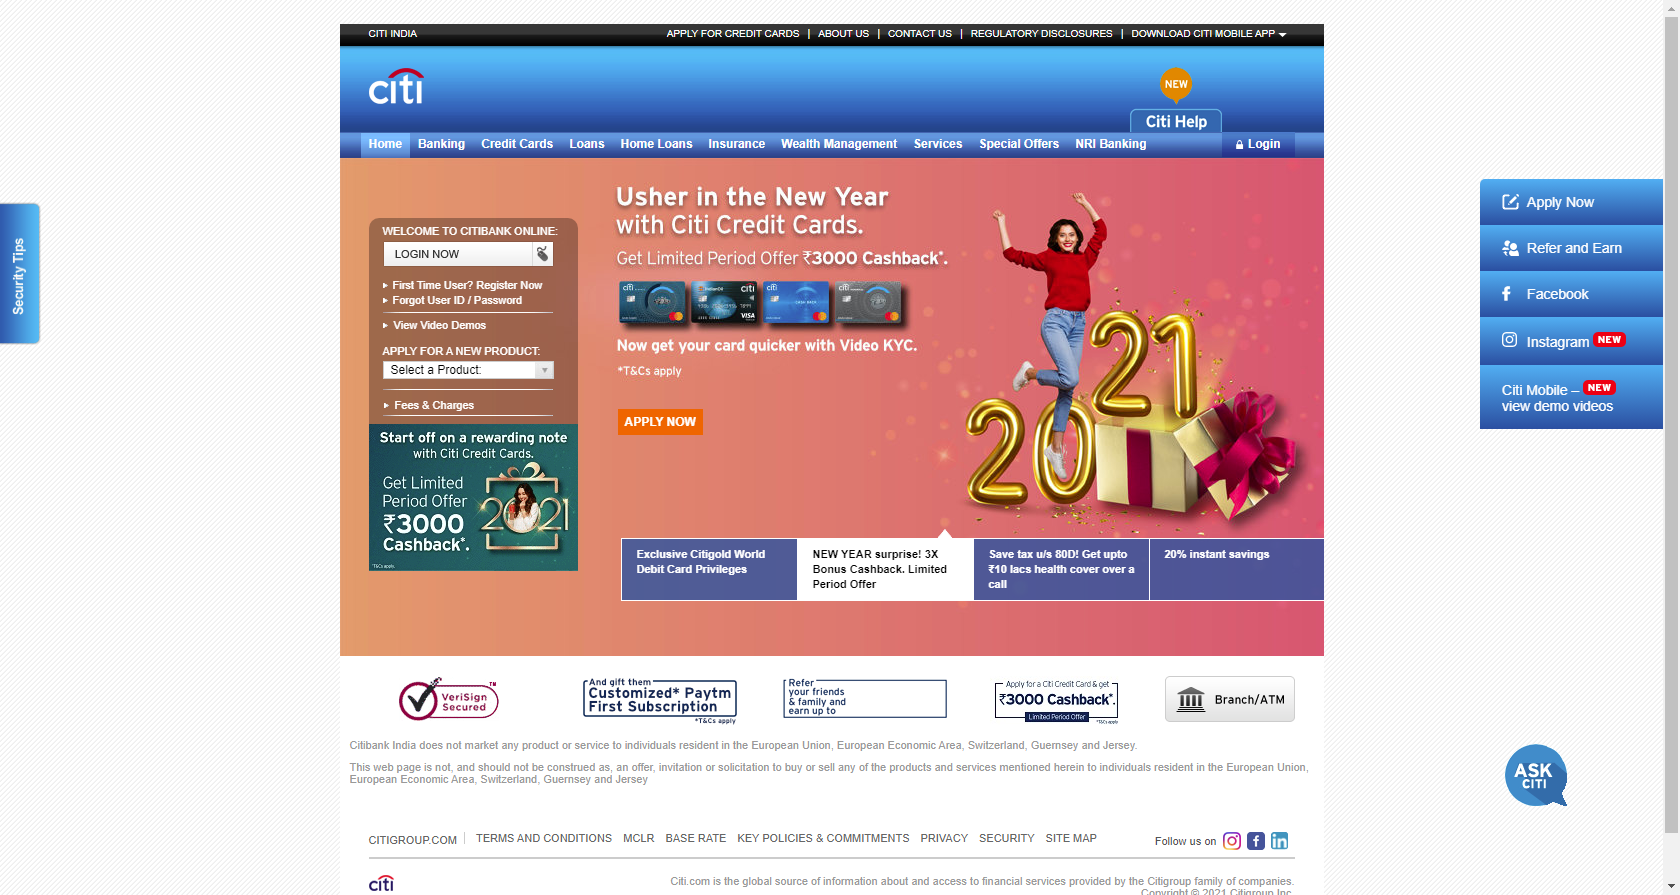 CITI INDIA
APPLY FOR CREDIT CARDS | ABOUT US | CONTACT US | REGULATORY DISCLOSURES | DOWNLOAD CITI MOBILE APP
citi
NEW
Citi Help
Home Banking Credit Cards Loans Home Loans Insurance Wealth Management Services Special Offers NRI Banking Login
Security Tips
WELCOME TO CITIBANK ONLINE:
LOGIN NOW
First Time User? Register Now
Forgot User ID / Password
View Video Demos
APPLY FOR A NEW PRODUCT:
Select a Product:
Fees & Charges
Start off on a rewarding note
with Citi Credit Cards.
Get Limited
Period Offer
₹3000
Cashback*.
*T&Cs apply
2021
Usher in the New Year
with Citi Credit Cards.
Get Limited Period Offer ₹3000 Cashback*.
citi
citi
VISA
citi
CASH BACK
citi
Now get your card quicker with Video KYC.
*T&Cs apply
APPLY NOW
2021
Exclusive Citigold World
Debit Card Privileges
NEW YEAR surprise! 3X
Bonus Cashback. Limited
Period Offer
Save tax u/s 80D! Get upto
₹10 lacs health cover over a
call
20% instant savings
Apply Now
Refer and Earn
Facebook
Instagram NEW
Citi Mobile – NEW
view demo videos
VeriSign
Secured
TM
And gift them
Customized* Paytm
First Subscription
*T&Cs apply
Refer
your friends
& family and
earn up to
Apply for a Citi Credit Card & get
₹3000 Cashback*.
Limited Period Offer
*T&Cs apply
Branch/ATM
Citibank India does not market any product or service to individuals resident in the European Union, European Economic Area, Switzerland, Guernsey and Jersey.
This web page is not, and should not be construed as, an offer, invitation or solicitation to buy or sell any of the products and services mentioned herein to individuals resident in the European Union,
European Economic Area, Switzerland, Guernsey and Jersey
ASK
CITI
CITIGROUP.COM | TERMS AND CONDITIONS MCLR BASE RATE KEY POLICIES & COMMITMENTS PRIVACY SECURITY SITE MAP
Follow us on
citi
Citi.com is the global source of information about and access to financial services provided by the Citigroup family of companies.
Copyright © 2021 Citigroup Inc.